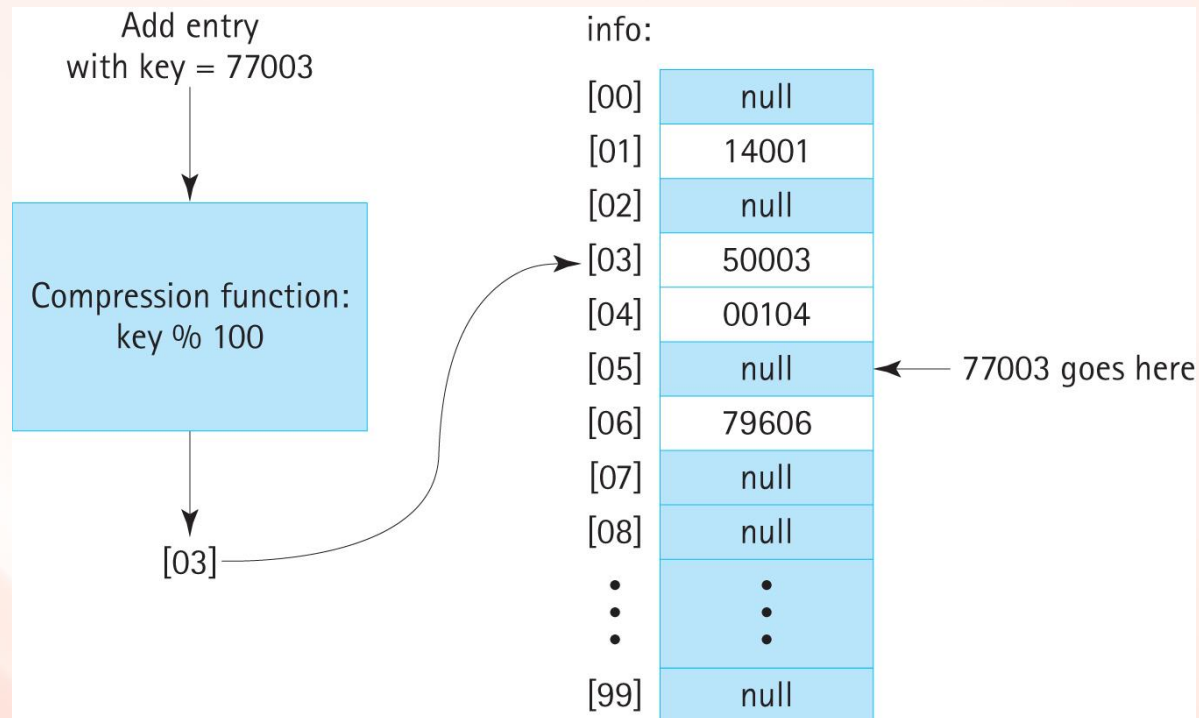 Add entry
with key = 77003
Compression function:
key % 100
[03]
info:
[00] null
[01] 14001
[02] null
[03] 50003
[04] 00104
[05] null 77003 goes here
[06] 79606
[07] null
[08] null
[99] null